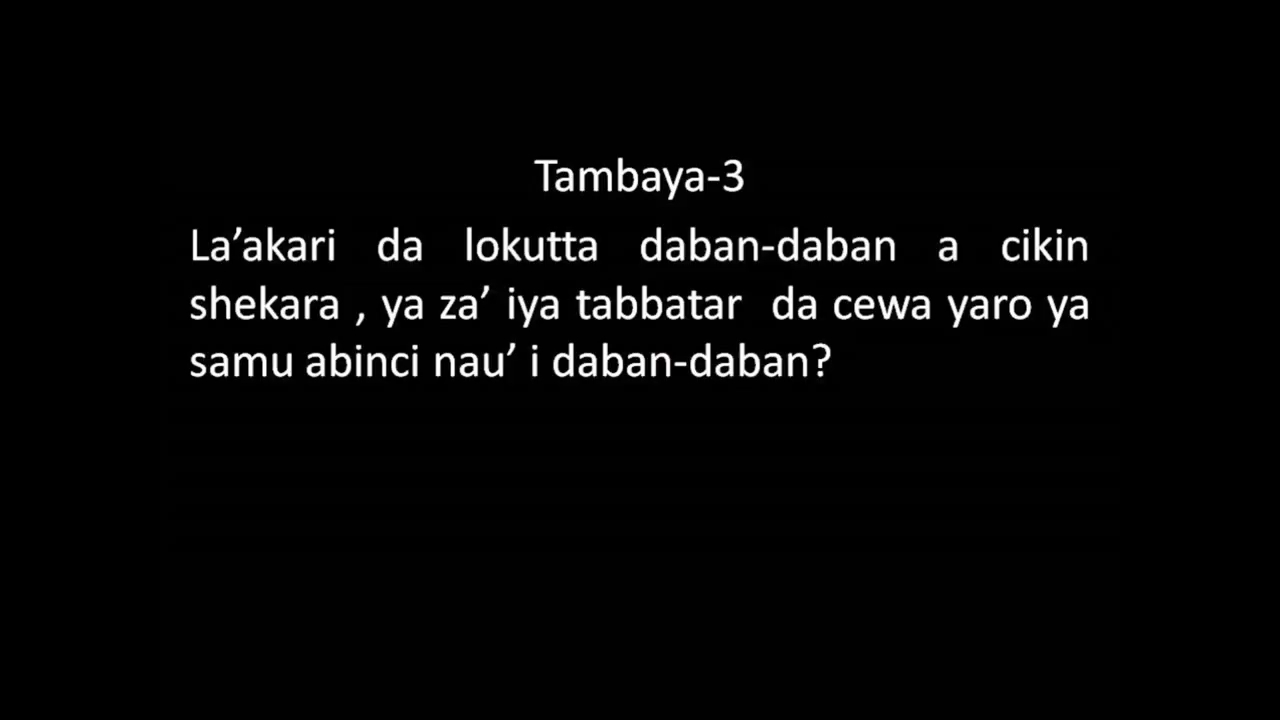 Tambaya-3
La’akari da lokutta daban-daban a cikin
shekara , ya za’ iya tabbatar da cewa yaro ya
samu abinci nau’ i daban-daban?